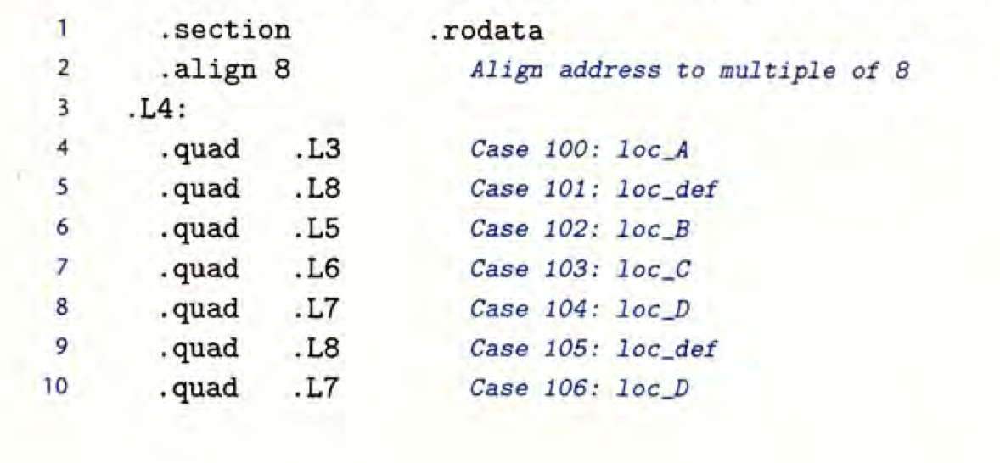 1 .section .rodata
2 .align 8 Align address to multiple of 8
3 .L4:
4 .quad .L3 Case 100: loc_A
5 .quad .L8 Case 101: loc_def
6 .quad .L5 Case 102: loc_B
7 .quad .L6 Case 103: loc_C
8 .quad .L7 Case 104: loc_D
9 .quad .L8 Case 105: loc_def
10 .quad .L7 Case 106: loc_D